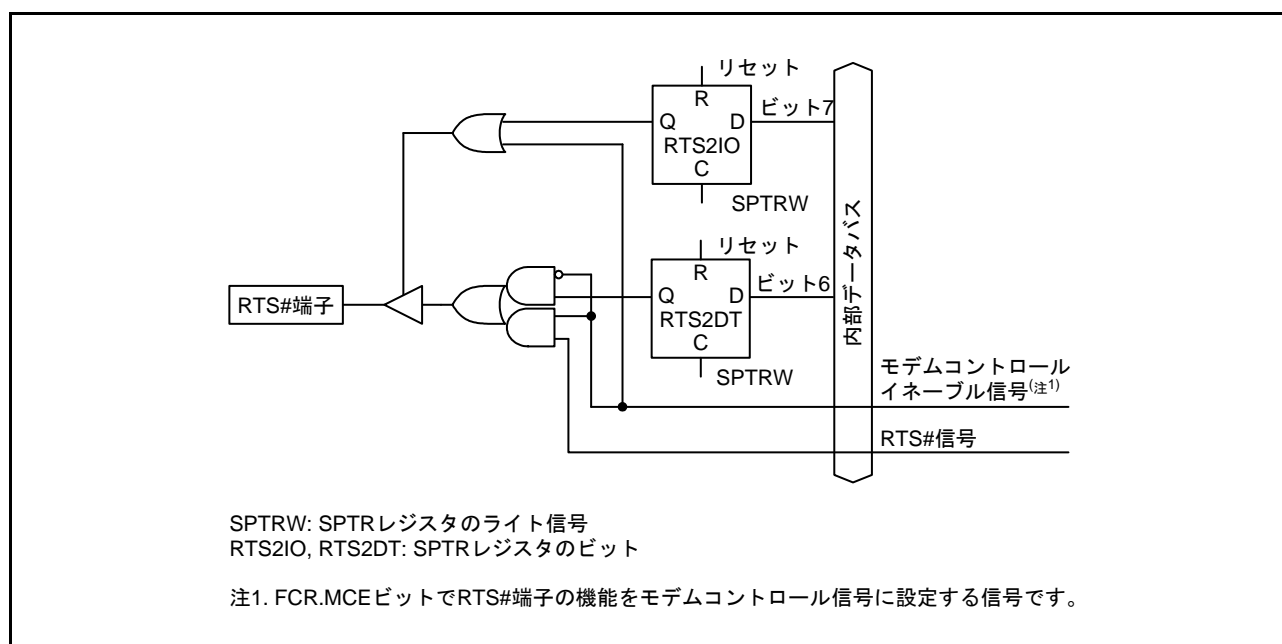 リセット
R
ビット7
Q
D
RTS2IO
C
SPTRW
リセット
R
ビット6
Q
D
RTS2DT
C
SPTRW
RTS#端子
内部データバス
モデムコントロール
イネーブル信号(注1)
RTS#信号
SPTRW: SPTRレジスタのライト信号
RTS2IO, RTS2DT: SPTRレジスタのビット
注1. FCR.MCEビットでRTS#端子の機能をモデムコントロール信号に設定する信号です。